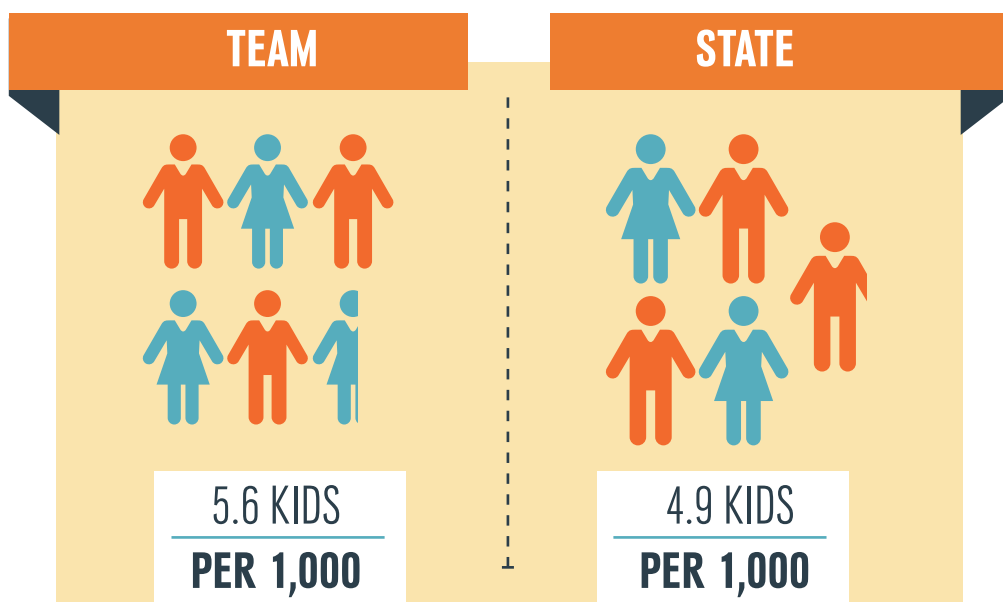 TEAM
5.6 KIDS
PER 1,000
STATE
4.9 KIDS
PER 1,000